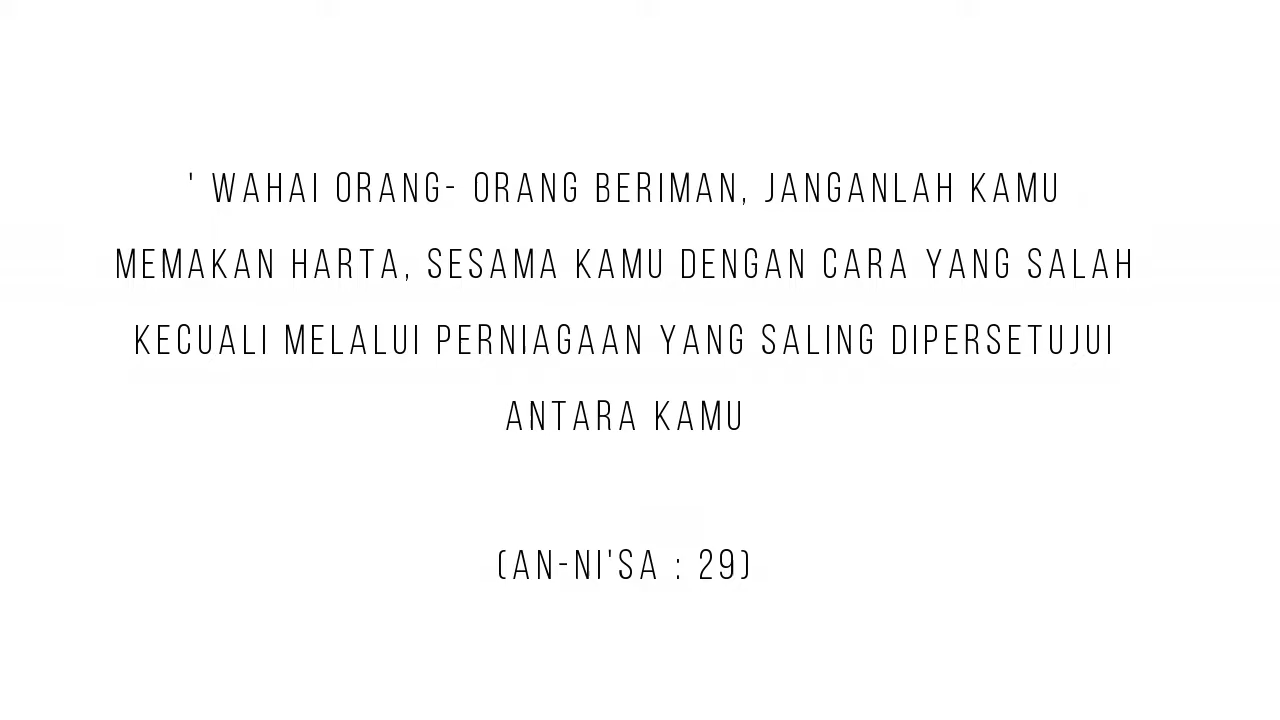 ' WAHAI ORANG- ORANG BERIMAN, JANGANLAH KAMU
MEMAKAN HARTA, SESAMA KAMU DENGAN CARA YANG SALAH
KECUALI MELALUI PERNIAGAAN YANG SALING DIPERSETUJUI
ANTARA KAMU
(AN-NI'SA : 29)